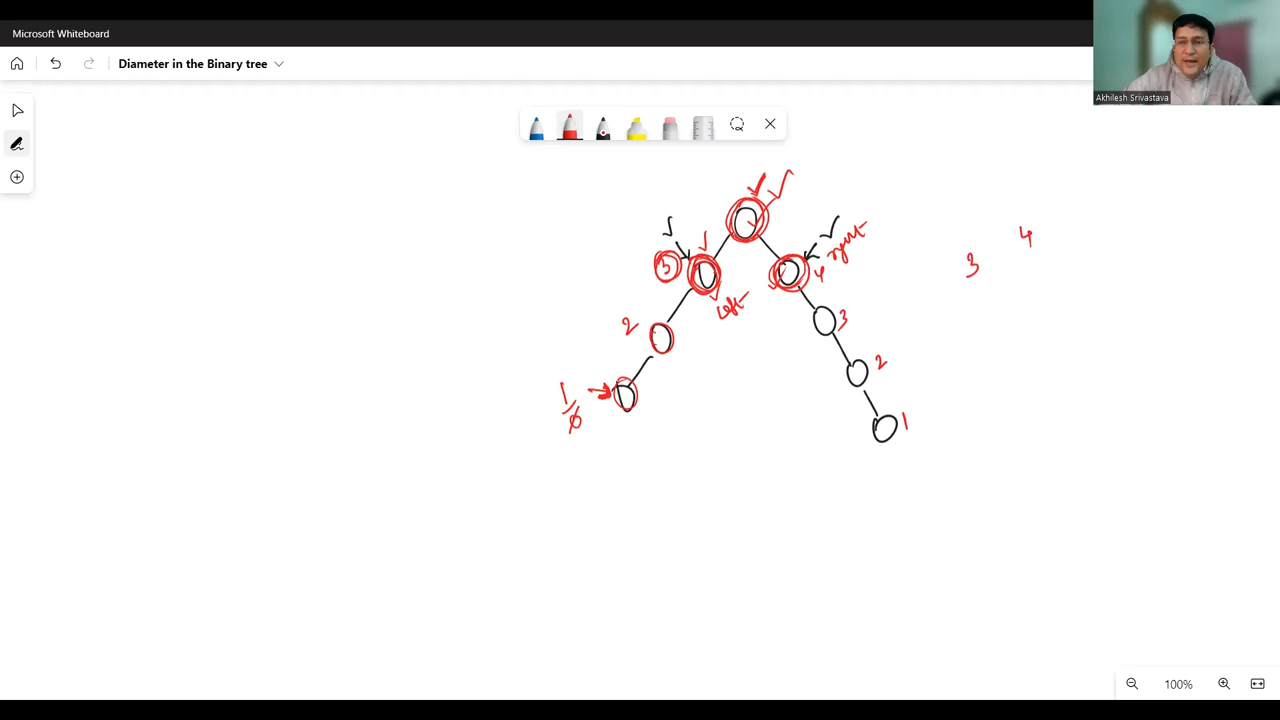 Microsoft Whiteboard
Diameter in the Binary tree
Akhilesh Srivastava
3
left
right
4
3 4
2
3
2
1
1
100%